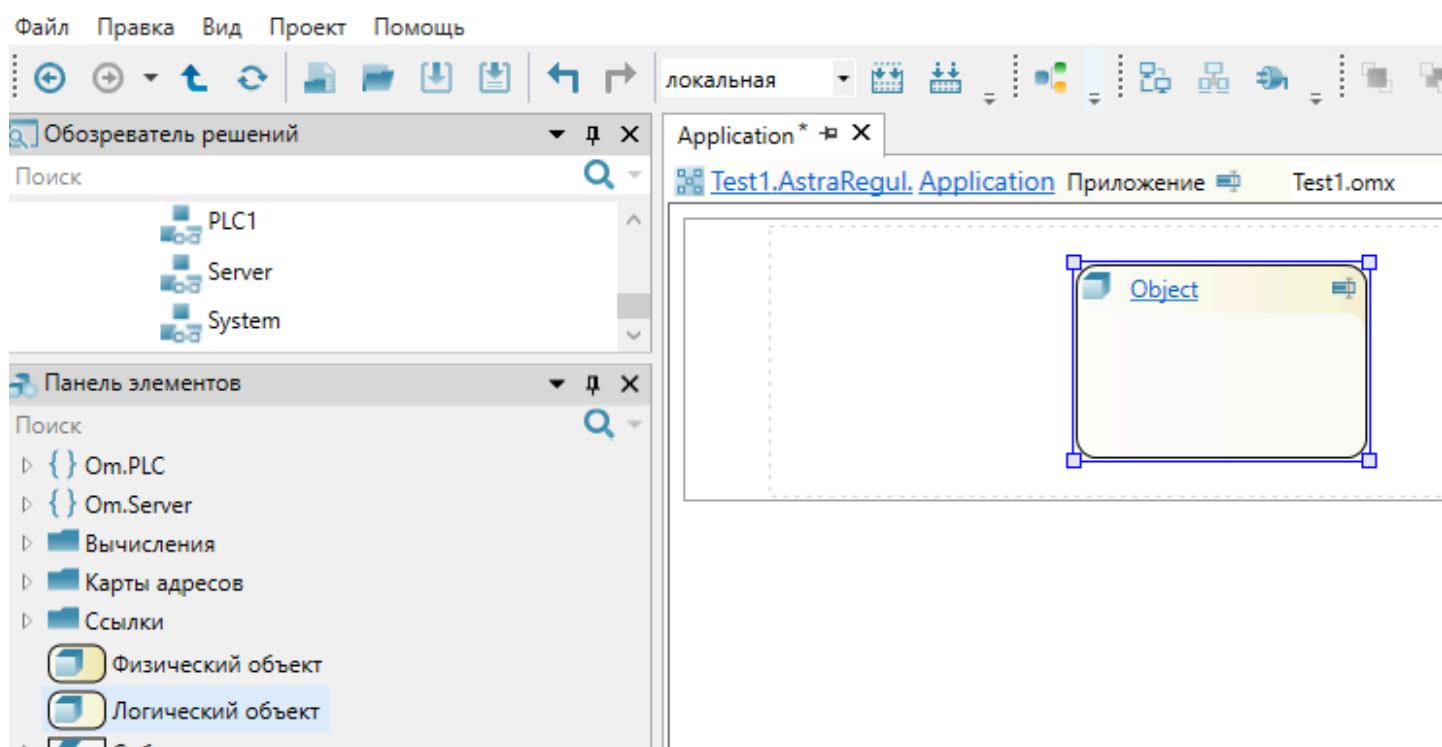 Файл Правка Вид Проект Помощь
локальная
Обозреватель решений
Поиск
PLC1
Server
System
Панель элементов
Поиск
{ } Om.PLC
{ } Om.Server
Вычисления
Карты адресов
Ссылки
Физический объект
Логический объект
Application*
Test1.AstraRegul. Application Приложение Test1.omx
Object